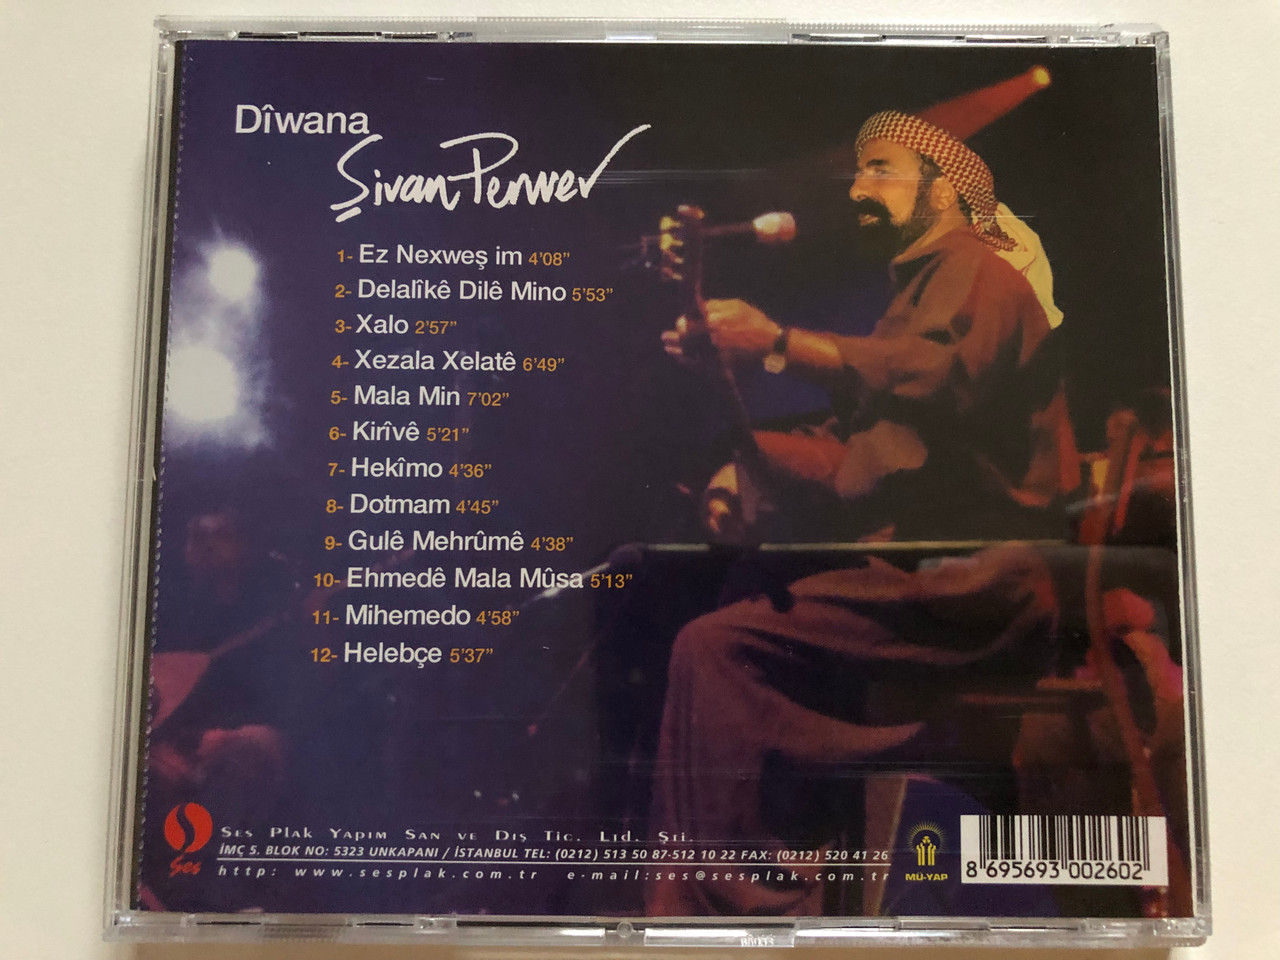 Dîwana
Şivan Perwer
1- Ez Nexweş im 4'08"
2- Delalîkê Dilê Mino 5'53"
3- Xalo 2'57"
4- Xezala Xelatê 6'49"
5- Mala Min 7'02"
6- Kirîvê 5'21"
7- Hekîmo 4'36"
8- Dotmam 4'45"
9- Gulê Mehrûmê 4'38"
10- Ehmedê Mala Mûsa 5'13"
11- Mihemedo 4'58"
12- Helebçe 5'37"
Ses Plak Yapım San ve Dış Tic. Ltd. Şti.
İMÇ 5. BLOK NO: 5323 UNKAPANI / İSTANBUL TEL: (0212) 513 50 87-512 10 22 FAX: (0212) 520 41 26
http: www.sesplak.com.tr e-mail:ses@sesplak.com.tr
Ses
MÜ-YAP
8 695693 002602